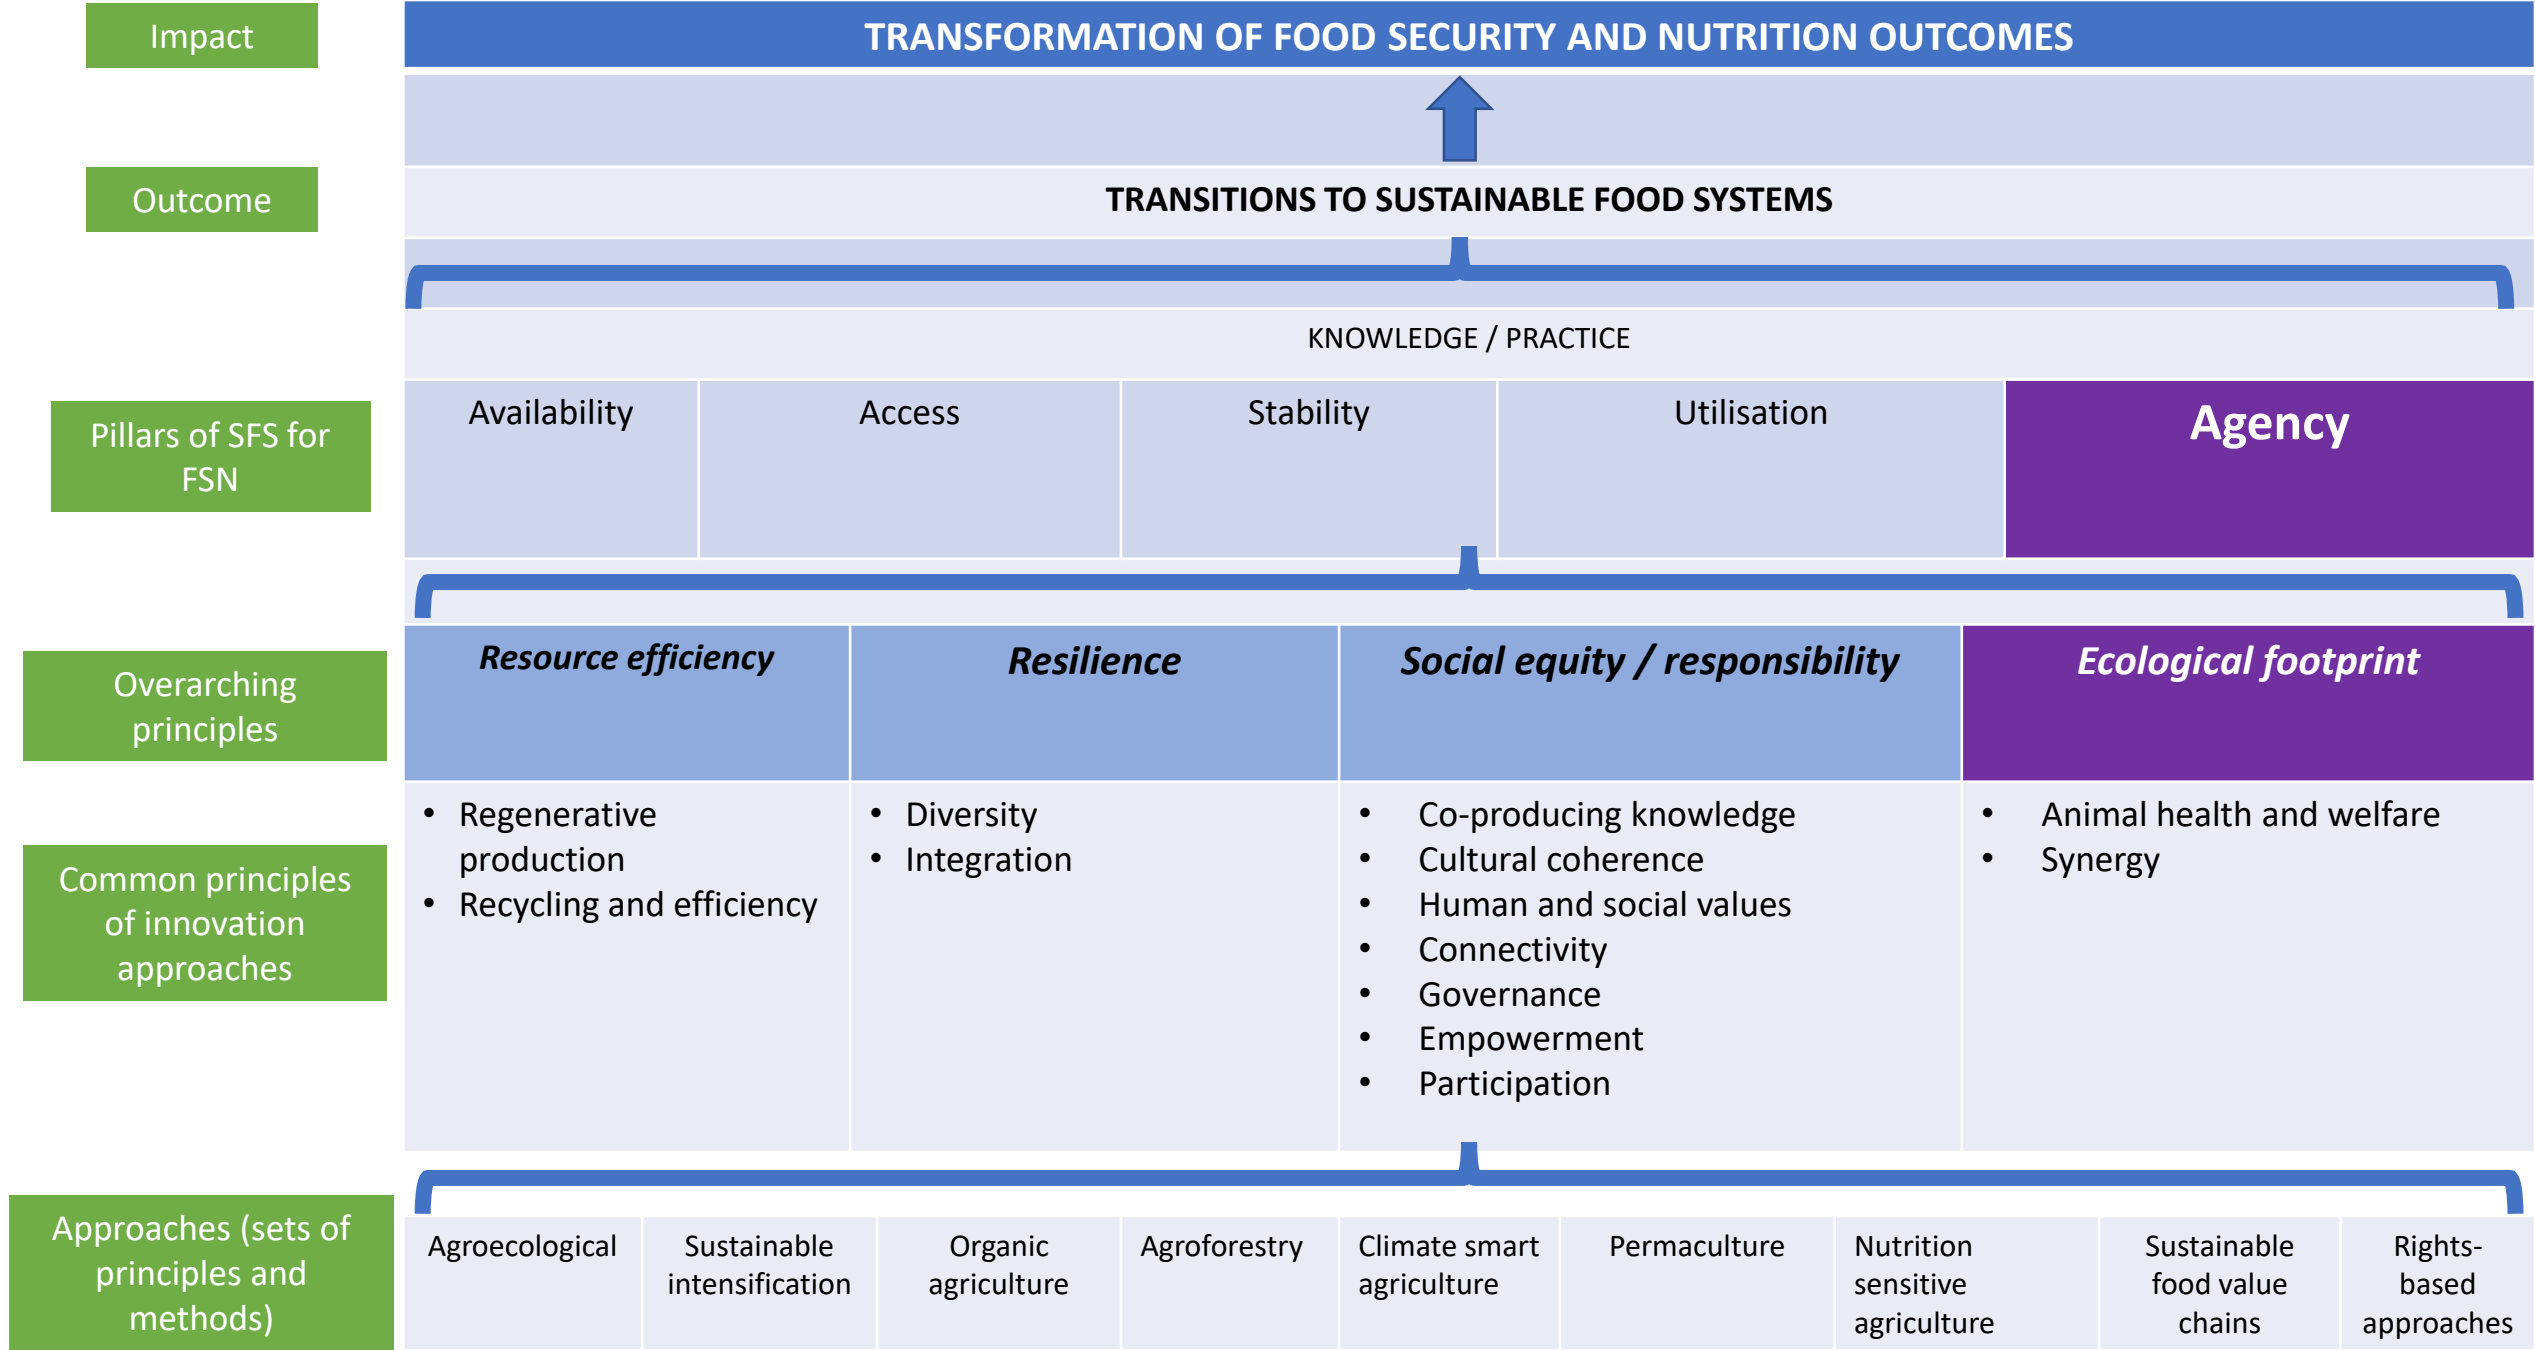 Impact
TRANSFORMATION OF FOOD SECURITY AND NUTRITION OUTCOMES
Outcome
TRANSITIONS TO SUSTAINABLE FOOD SYSTEMS
KNOWLEDGE / PRACTICE
Pillars of SFS for
FSN
Availability
Access
Stability
Utilisation
Agency
Overarching
principles
Resource efficiency
Resilience
Social equity / responsibility
Ecological footprint
Common principles
of innovation
approaches
• Regenerative
production
• Recycling and efficiency
• Diversity
• Integration
• Co-producing knowledge
• Cultural coherence
• Human and social values
• Connectivity
• Governance
• Empowerment
• Participation
• Animal health and welfare
• Synergy
Approaches (sets of
principles and
methods)
Agroecological
Sustainable
intensification
Organic
agriculture
Agroforestry
Climate smart
agriculture
Permaculture
Nutrition
sensitive
agriculture
Sustainable
food value
chains
Rights-
based
approaches